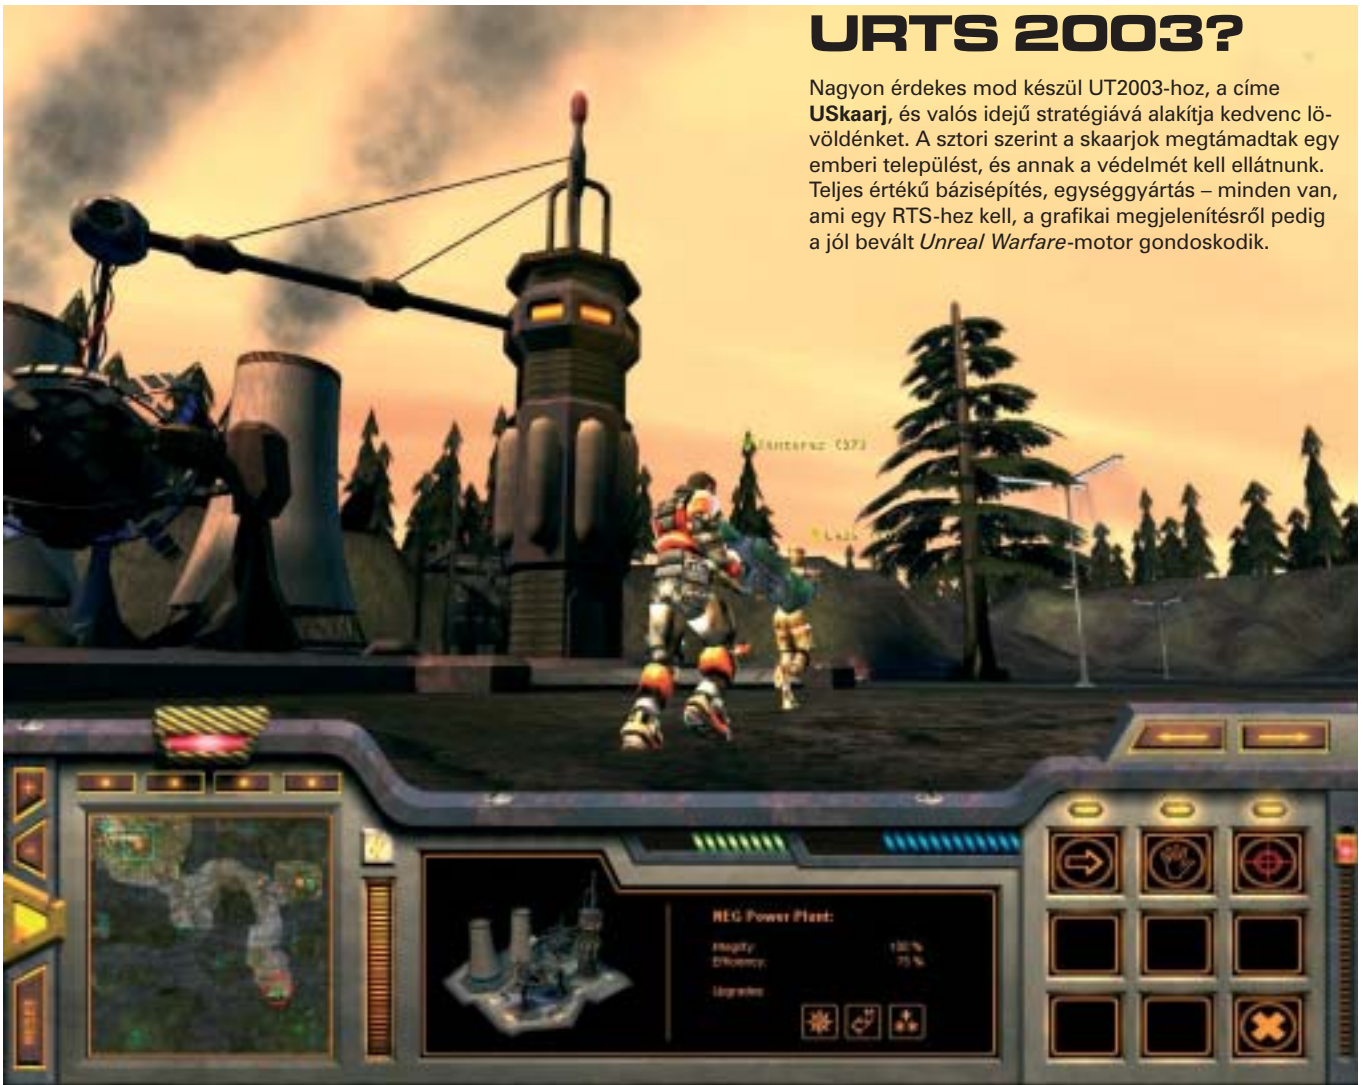 URTS 2003?
Nagyon érdekes mod készül UT2003-hoz, a címe
USkaarj, és valós idejű stratégiává alakítja kedvenc lö-
völdénket. A sztori szerint a skaarjok megtámadtak egy
emberi települést, és annak a védelmét kell ellátnunk.
Teljes értékű bázisépítés, egységgyártás – minden van,
ami egy RTS-hez kell, a grafikai megjelenítésről pedig
a jól bevált Unreal Warfare-motor gondoskodik.
NEG Power Plant:
Integrity: 100 %
Efficiency: 75 %
Upgrades